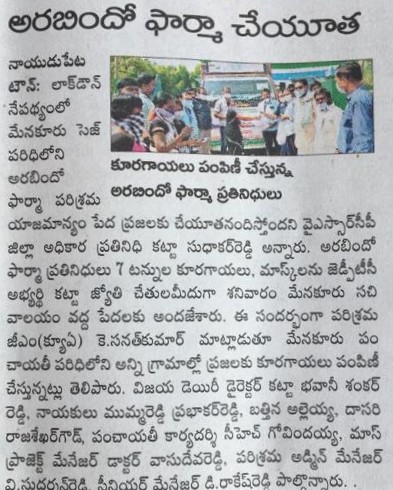 అరబిందో ఫార్మా చేయూత
నాయుడుపేట
టౌన్: లాక్‌డౌన్
నేపథ్యంలో
మేనకూరు సెజ్
పరిధిలోని
అరబిందో
ఫార్మా పరిశ్రమ
కూరగాయలు పంపిణీ చేస్తున్న
అరబిందో ఫార్మా ప్రతినిధులు
యాజమాన్యం పేద ప్రజలకు చేయూతనందిస్తోందని వైఎస్సార్‌సీపీ
జిల్లా అధికార ప్రతినిధి కట్టా సుధాకర్‌రెడ్డి అన్నారు. అరబిందో
ఫార్మా ప్రతినిధులు 7 టన్నుల కూరగాయలు, మాస్క్‌లను జెడ్పీటీసీ
అభ్యర్థి కట్టా జ్యోతి చేతులమీదుగా శనివారం మేనకూరు సచి
వాలయం వద్ద పేదలకు అందజేశారు. ఈ సందర్భంగా పరిశ్రమ
జీఎం(క్యూఏ) కె.సనత్‌కుమార్ మాట్లాడుతూ మేనకూరు పం
చాయతీ పరిధిలోని అన్ని గ్రామాల్లో ప్రజలకు కూరగాయలు పంపిణీ
చేస్తున్నట్లు తెలిపారు. విజయ డెయిరీ డైరెక్టర్ కట్టా భవానీ శంకర్
రెడ్డి, నాయకులు ముమ్మరెడ్డి ప్రభాకర్‌రెడ్డి, బత్తిన అల్లెయ్య, దాసరి
రాజశేఖర్‌గౌడ్, పంచాయతీ కార్యదర్శి సీహెచ్ గోవిందయ్య, మాస్
ప్రాజెక్ట్ మేనేజర్ డాక్టర్ వాసుదేవరెడ్డి, పరిశ్రమ అడ్మిన్ మేనేజర్
వి.సుదర్శన్‌రెడ్డి, సీనియర్ మేనేజర్ డి.రాకేష్‌రెడ్డి పాల్గొన్నారు. .